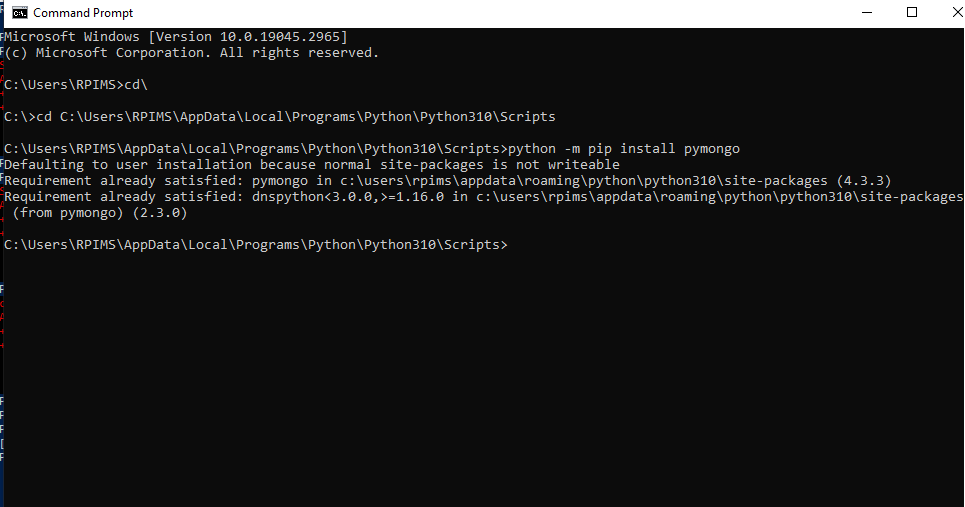 Command Prompt
Microsoft Windows [Version 10.0.19045.2965]
(c) Microsoft Corporation. All rights reserved.
C:\Users\RPIMS>cd\
C:\>cd C:\Users\RPIMS\AppData\Local\Programs\Python\Python310\Scripts
C:\Users\RPIMS\AppData\Local\Programs\Python\Python310\Scripts>python -m pip install pymongo
Defaulting to user installation because normal site-packages is not writeable
Requirement already satisfied: pymongo in c:\users\rpims\appdata\roaming\python\python310\site-packages (4.3.3)
Requirement already satisfied: dnspython<3.0.0,>=1.16.0 in c:\users\rpims\appdata\roaming\python\python310\site-packages
 (from pymongo) (2.3.0)
C:\Users\RPIMS\AppData\Local\Programs\Python\Python310\Scripts>